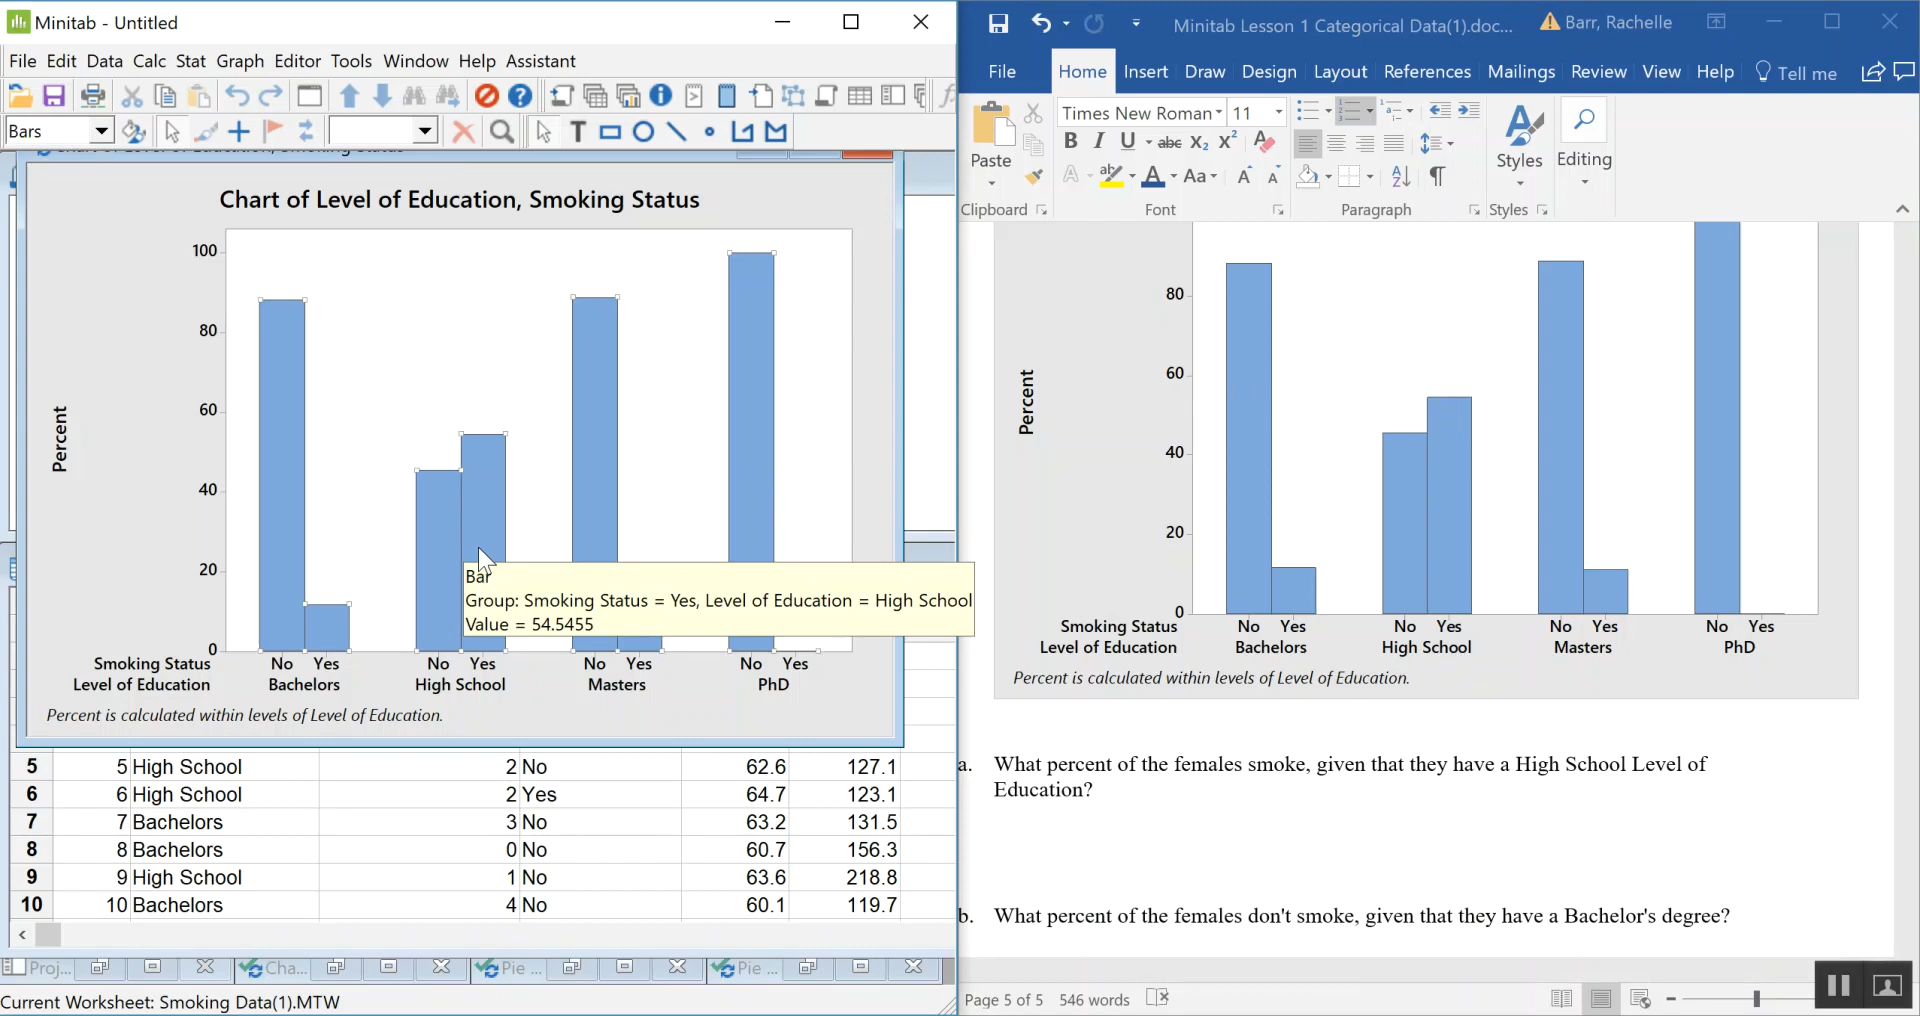 Minitab - Untitled
File Edit Data Calc Stat Graph Editor Tools Window Help Assistant
Bars
Chart of Level of Education, Smoking Status
100
80
60
40
20
0
Percent
Bar
Group: Smoking Status = Yes, Level of Education = High School
Value = 54.5455
Smoking Status No Yes No Yes No Yes No Yes
Level of Education Bachelors High School Masters PhD
Percent is calculated within levels of Level of Education.
5 5 High School 2 No 62.6 127.1
6 6 High School 2 Yes 64.7 123.1
7 7 Bachelors 3 No 63.2 131.5
8 8 Bachelors 0 No 60.7 156.3
9 9 High School 1 No 63.6 218.8
10 10 Bachelors 4 No 60.1 119.7
Proj... Cha... Pie ... Pie ...
Current Worksheet: Smoking Data(1).MTW
Minitab Lesson 1 Categorical Data(1).doc... Barr, Rachelle
File Home Insert Draw Design Layout References Mailings Review View Help Tell me
Paste
Times New Roman 11
B I U abc X2 X2
A A Aa A A
Styles
Editing
Clipboard Font Paragraph Styles
80
60
40
20
0
Percent
Smoking Status No Yes No Yes No Yes No Yes
Level of Education Bachelors High School Masters PhD
Percent is calculated within levels of Level of Education.
a. What percent of the females smoke, given that they have a High School Level of
Education?
b. What percent of the females don't smoke, given that they have a Bachelor's degree?
Page 5 of 5 546 words